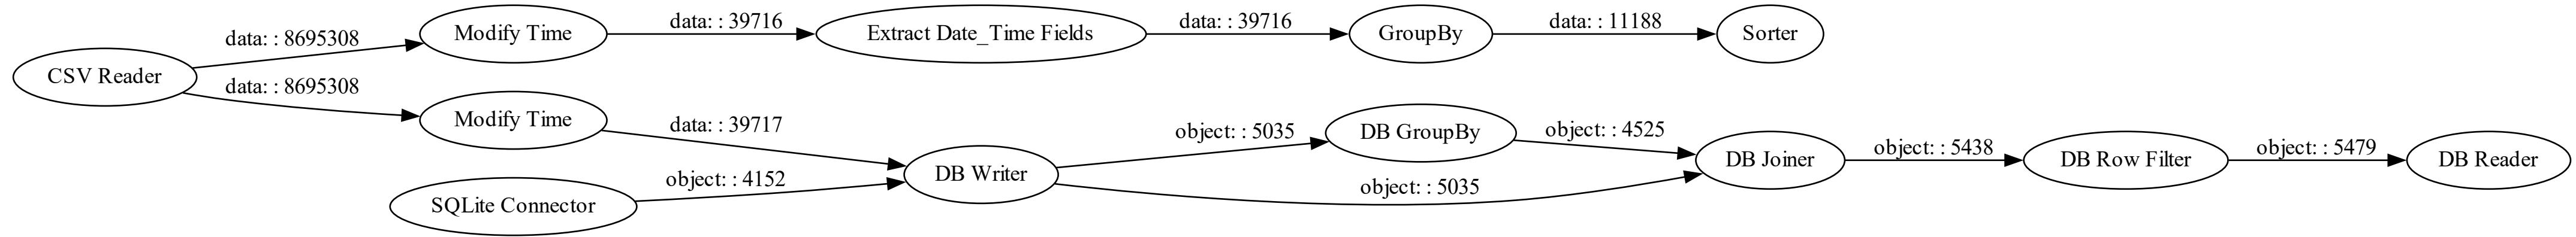 CSV Reader
data: : 8695308
data: : 8695308
Modify Time
data: : 39716
Extract Date_Time Fields
data: : 39716
GroupBy
data: : 11188
Sorter
Modify Time
data: : 39717
SQLite Connector
object: : 4152
DB Writer
object: : 5035
object: : 5035
DB GroupBy
object: : 4525
DB Joiner
object: : 5438
DB Row Filter
object: : 5479
DB Reader